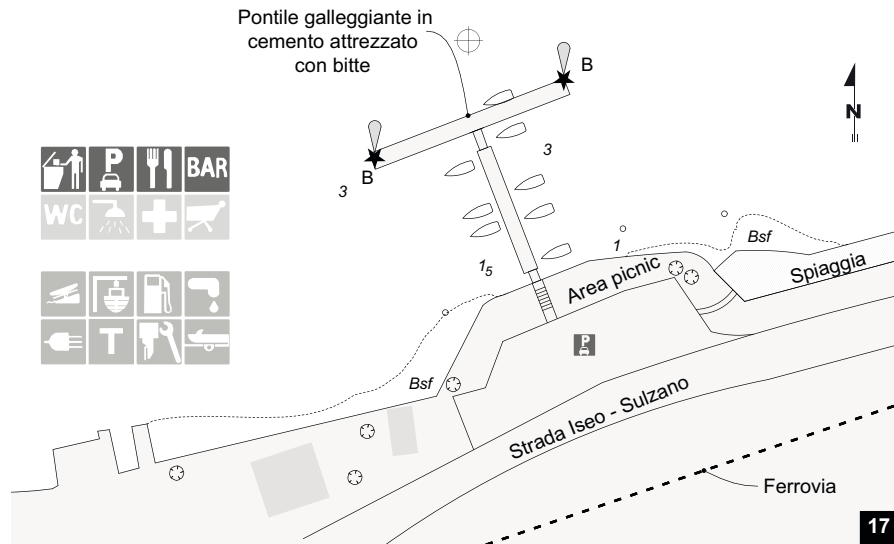 Pontile galleggiante in
cemento attrezzato
con bitte
B
B
N
P
BAR
WC
T
3
3
1
1₅
Bsf
Area picnic
Spiaggia
P
Bsf
Strada Iseo - Sulzano
Ferrovia
17